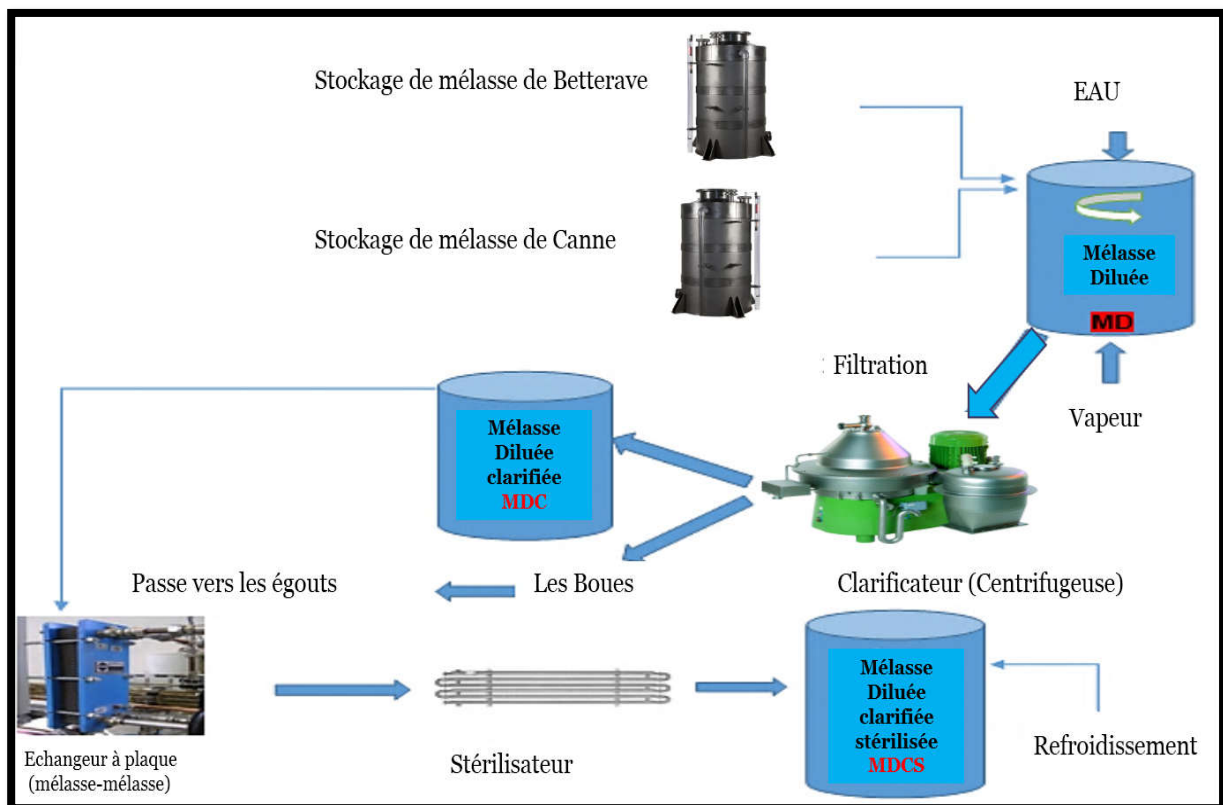 Stockage de mélasse de Betterave
EAU
Stockage de mélasse de Canne
Mélasse
Diluée
MD
: Filtration
Vapeur
Mélasse
Diluée
clarifiée
MDC
Passe vers les égouts
Les Boues
Clarificateur (Centrifugeuse)
Mélasse
Diluée
clarifiée
stérilisée
MDCS
Refroidissement
Echangeur à plaque
(mélasse-mélasse)
Stérilisateur